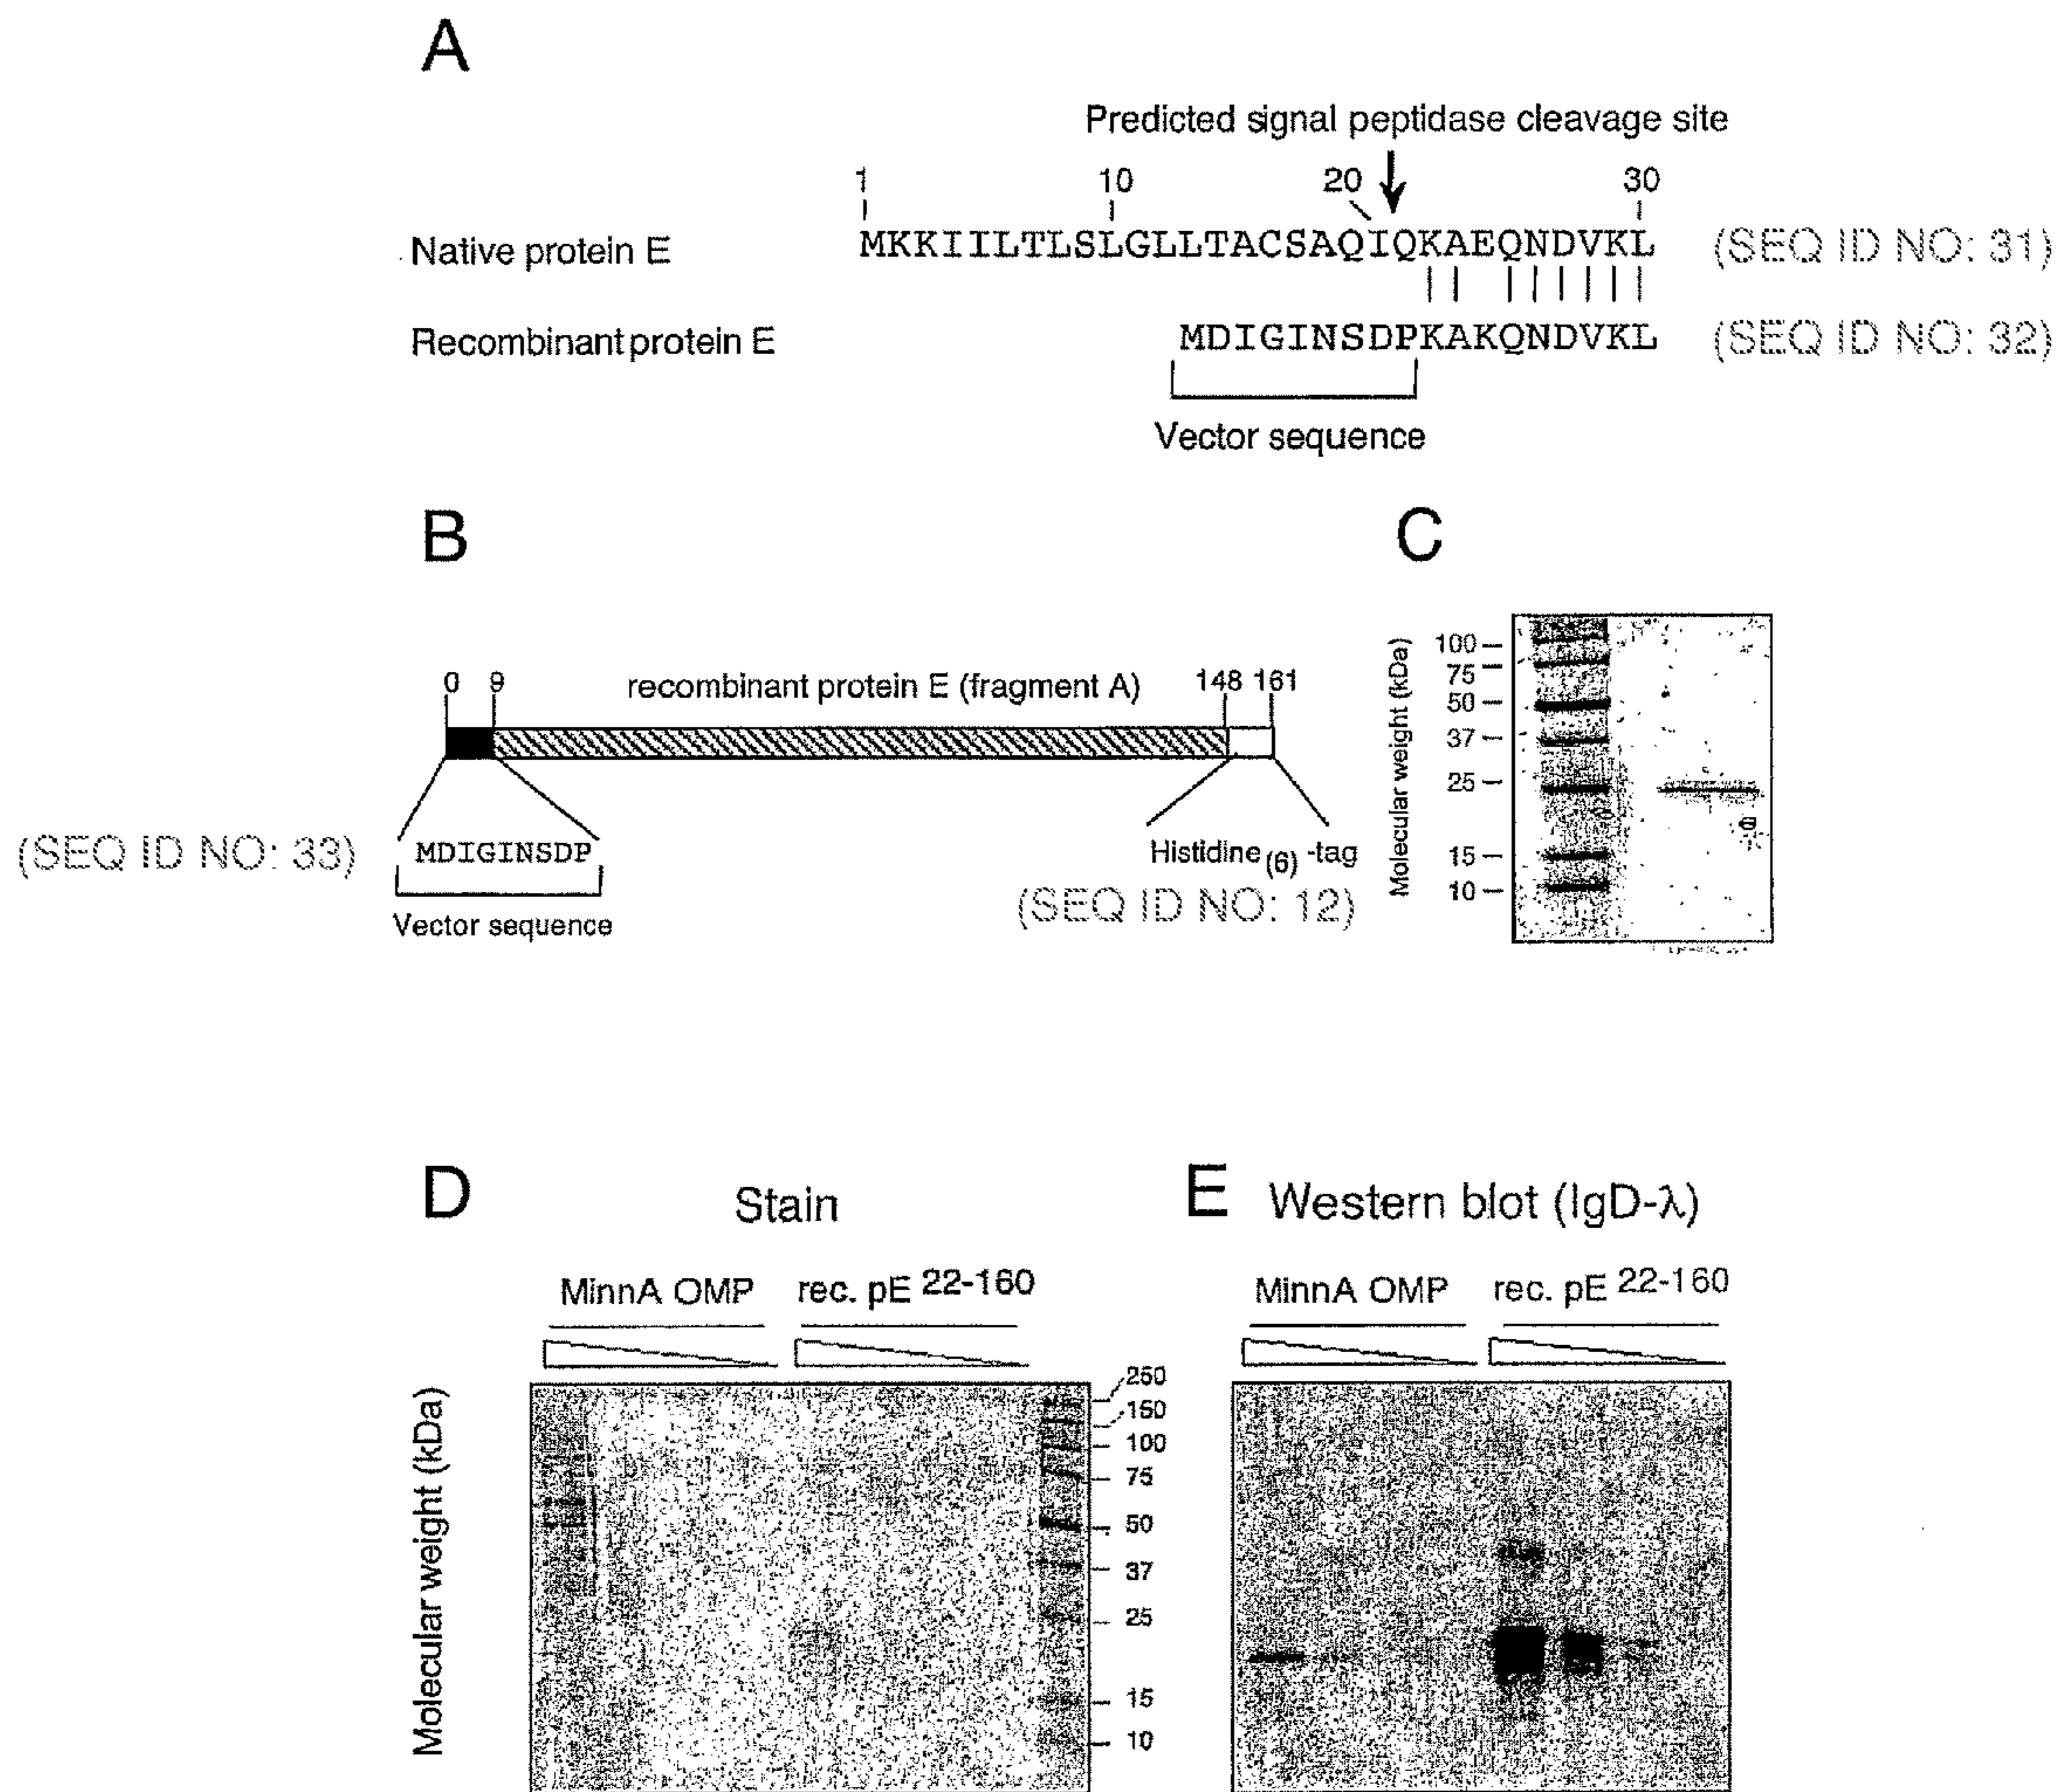 A
Predicted signal peptidase cleavage site
1 10 20 30
Native protein E MKKIILTLSLGLLTACSAQIQKAEQNDVKL (SEQ ID NO: 31)
Recombinant protein E MDIGINSDPKAKQNDVKL (SEQ ID NO: 32)
Vector sequence
B
0 9 recombinant protein E (fragment A) 148 161
(SEQ ID NO: 33) MDIGINSDP
Vector sequence
Histidine(6)-tag
(SEQ ID NO: 12)
C
Molecular weight (kDa)
100
75
50
37
25
15
10
D Stain
MinnA OMP rec. pE 22-160
Molecular weight (kDa)
250
150
100
75
50
37
25
15
10
E Western blot (IgD-λ)
MinnA OMP rec. pE 22-160